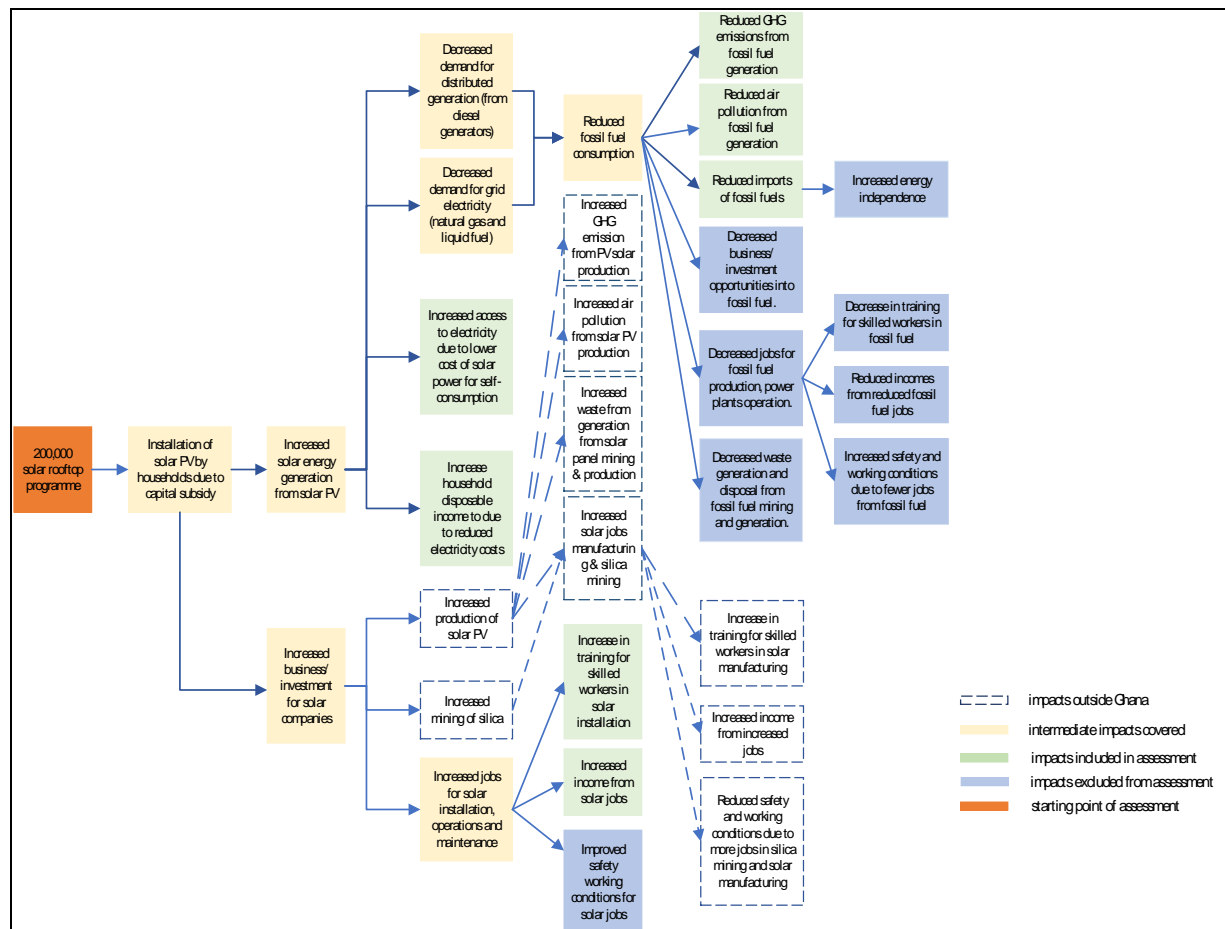 200,000
solar rooftop
programme
Installation of
solar PV by
households due to
capital subsidy
Increased
solar energy
generation
from solar PV
Increased
business/
investment
for solar
companies
Decreased
demand for
distributed
generation (from
diesel
generators)
Decreased
demand for grid
electricity
(natural gas and
liquid fuel)
Increased access
to electricity
due to lower
cost of solar
power for self-
consumption
Increase
household
disposable
income to due
to reduced
electricity costs
Increased
production of
solar PV
Increased
mining of silica
Increased jobs
for solar
installation,
operations and
maintenance
Reduced
fossil fuel
consumption
Increased
GHG
emission
from PV solar
production
Increased air
pollution
from solar PV
production
Increased
waste from
generation
from solar
panel mining
& production
Increased
solar jobs
manufacturin
g & silica
mining
Increase in
training for
skilled
workers in
solar
installation
Increased
income from
solar jobs
Improved
safety
working
conditions for
solar jobs
Reduced GHG
emissions from
fossil fuel
generation
Reduced air
pollution from
fossil fuel
generation
Reduced imports
of fossil fuels
Decreased
business/
investment
opportunities into
fossil fuel.
Decreased jobs for
fossil fuel
production, power
plants operation.
Decreased waste
generation and
disposal from
fossil fuel mining
and generation.
Increase in
training for skilled
workers in solar
manufacturing
Increased income
from increased
jobs
Reduced safety
and working
conditions due to
more jobs in silica
mining and solar
manufacturing
Increased energy
independence
Decrease in training
for skilled workers in
fossil fuel
Reduced incomes
from reduced fossil
fuel jobs
Increased safety and
working conditions
due to fewer jobs
from fossil fuel
impacts outside Ghana
intermediate impacts covered
impacts included in assessment
impacts excluded from assessment
starting point of assessment